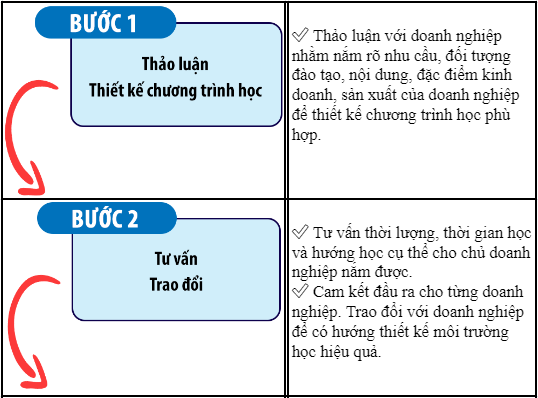 BƯỚC 1
Thảo luận
Thiết kế chương trình học
✓ Thảo luận với doanh nghiệp
nhằm nắm rõ nhu cầu, đối tượng
đào tạo, nội dung, đặc điểm kinh
doanh, sản xuất của doanh nghiệp
để thiết kế chương trình học phù
hợp.
BƯỚC 2
Tư vấn
Trao đổi
✓ Tư vấn thời lượng, thời gian học
và hướng học cụ thể cho chủ doanh
nghiệp nắm được.
✓ Cam kết đầu ra cho từng doanh
nghiệp. Trao đổi với doanh nghiệp
để có hướng thiết kế môi trường
học hiệu quả.